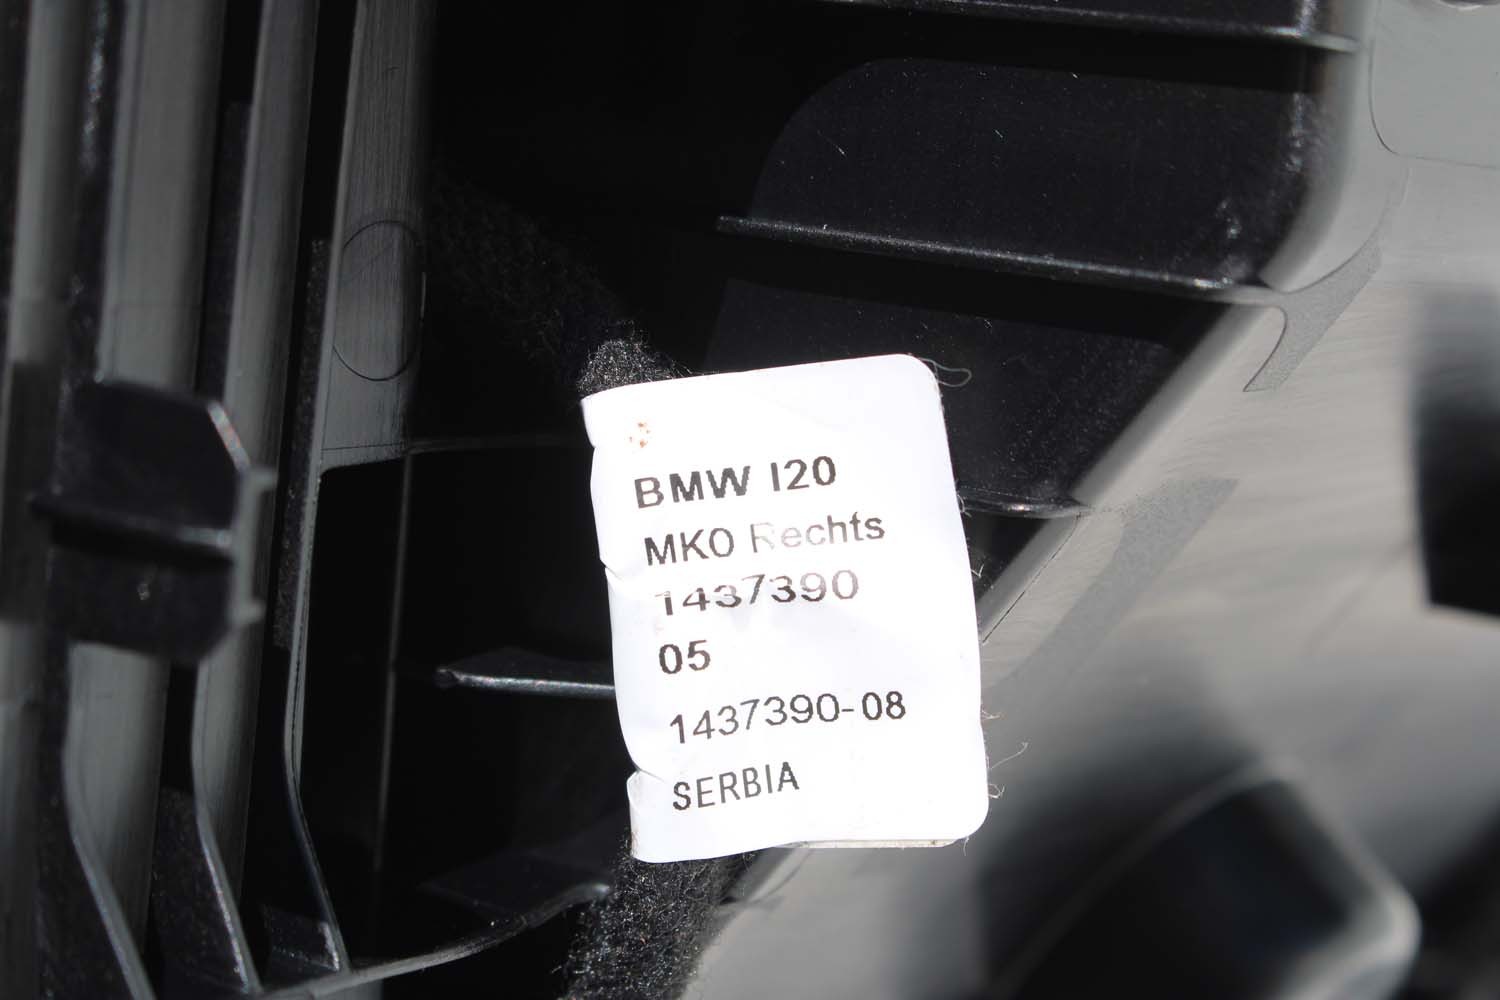 BMW I20
MKO Rechts
1437390
05
1437390-08
SERBIA